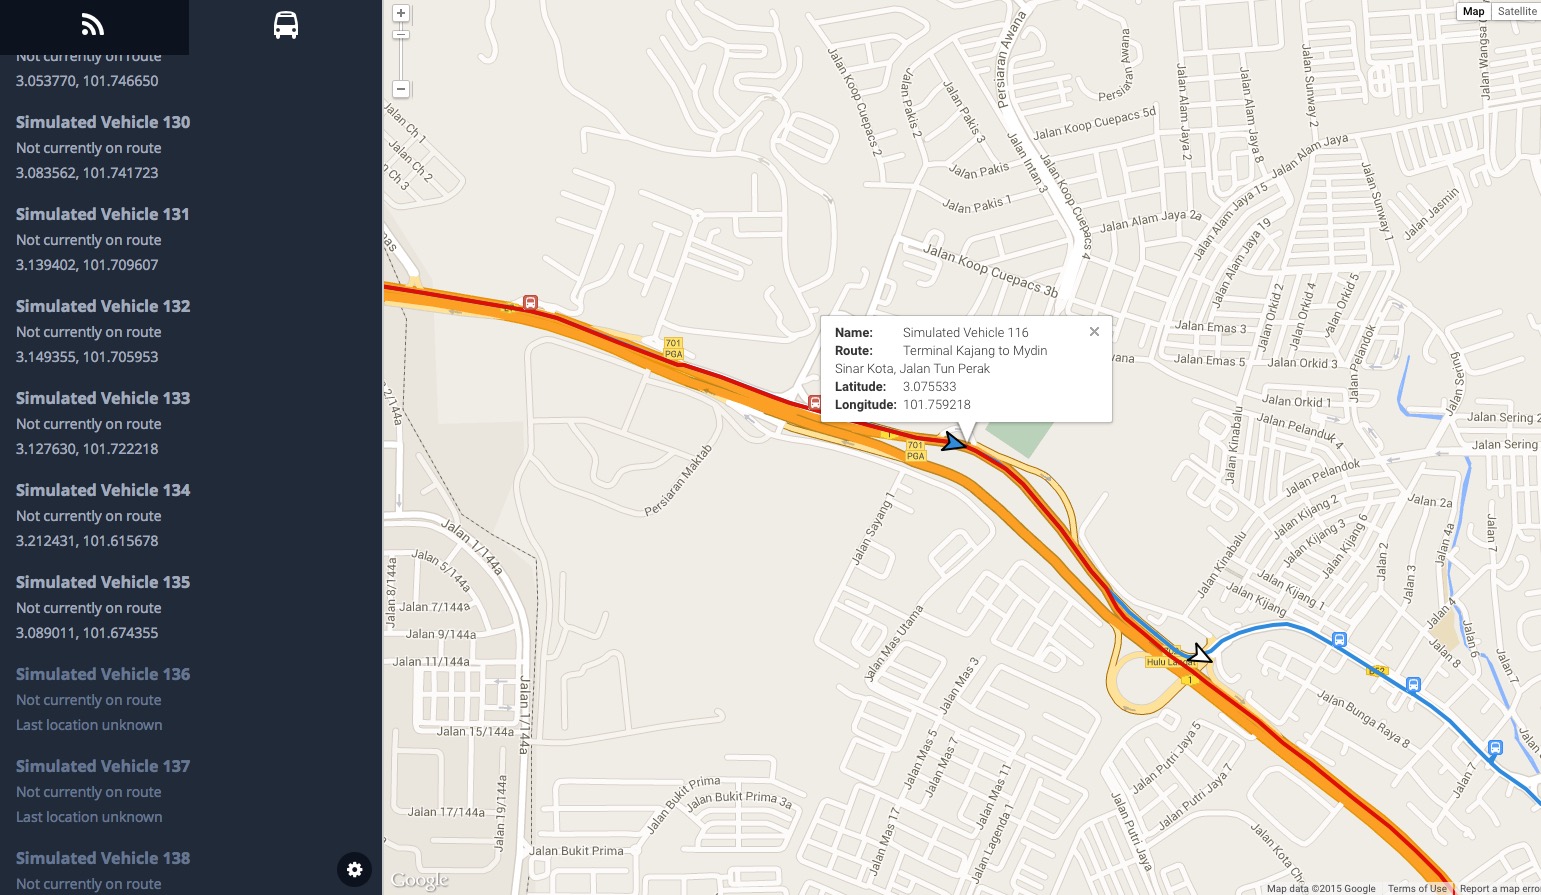 Not currently on route
3.053770, 101.746650
Simulated Vehicle 130
Not currently on route
3.083562, 101.741723
Simulated Vehicle 131
Not currently on route
3.139402, 101.709607
Simulated Vehicle 132
Not currently on route
3.149355, 101.705953
Simulated Vehicle 133
Not currently on route
3.127630, 101.722218
Simulated Vehicle 134
Not currently on route
3.212431, 101.615678
Simulated Vehicle 135
Not currently on route
3.089011, 101.674355
Simulated Vehicle 136
Not currently on route
Last location unknown
Simulated Vehicle 137
Not currently on route
Last location unknown
Simulated Vehicle 138
Not currently on route
Map
Satellite
Name: Simulated Vehicle 116
Route: Terminal Kajang to Mydin
Sinar Kota, Jalan Tun Perak
Latitude: 3.075533
Longitude: 101.759218
Persiaran Awana
Persiaran Awana
Jalan Koop Cuepacs 2
Jalan Pakis 2
Jalan Pakis 3
Jalan Pakis
Jalan Pakis 1
Jalan Intan 3
Jalan Koop Cuepacs 5d
Jalan Koop Cuepacs 4
Jalan Koop Cuepacs 3b
Jalan Alam Jaya 2
Jalan Alam Jaya 8
Jalan Sunway 2
Jalan Alam Jaya
Jalan Alam Jaya 15
Jalan Alam Jaya 2a
Jalan Alam Jaya 19
Jalan Sunway 1
Jalan Jasmin
Jalan Ch 1
Jalan Ch 2
Ch 3
Jalan Orkid 2
Jalan Orkid 4
Jalan Orkid 5
Jalan Emas 3
Jalan Emas 5
Jalan Orkid 3
Jalan Orkid 1
Jalan Pelandok
Jalan Pelanduk 4
Jalan Pelandok
Jalan Sering
Jalan Sering 2
Jalan Sering
Jalan Kinabalu
Jalan Kinabalu
Jalan Kijang 2
Jalan Kijang 3
Jalan Kijang 6
Jalan Kijang 1
Jalan Kijang
Jalan 2a
Jalan 2
Jalan 3
Jalan 4a
Jalan 7
Jalan 4
Jalan 6
Jalan 8
Jalan 7
Jalan 7
Jalan Bunga Raya 8
701
PGA
701
PGA
1
Hulu Langat
1
Persiaran Maktab
Jalan Sayang 1
Jalan 1/144a
Jalan 5/144a
Jalan 8/144a
Jalan 7/144a
Jalan 9/144a
Jalan 11/144a
Jalan 1/144a
Jalan 15/144a
Jalan 17/144a
Jalan 19/144a
2/144a
Jalan Mas Utama
Jalan Mas 3
Jalan Mas 5
Jalan Mas 7
Jalan Mas 11
Jalan Mas 17
Jalan Lagenda 1
Jalan Bukit Prima
Jalan Bukit Prima 3a
Jalan Bukit Prima
Jalan Putri Jaya 5
Jalan Putri Jaya 7
Jalan Putri Jaya
Jalan Kota Ch
Google
Map data ©2015 Google
Terms of Use
Report a map error